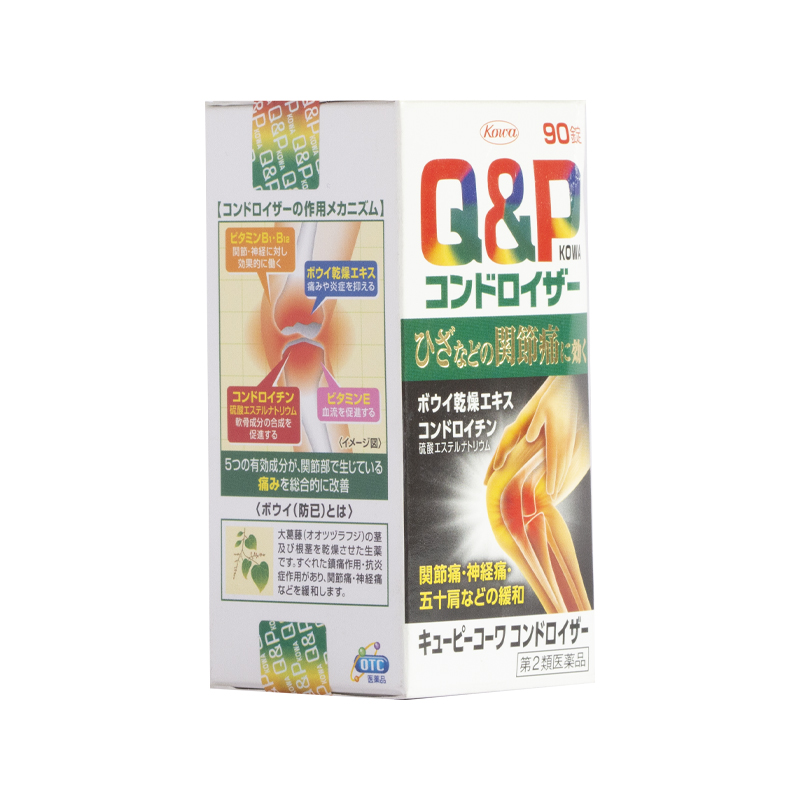 Q&P
KOWA
【コンドロイザーの作用メカニズム】
ビタミンB1・B12
関節・神経に対し
効果的に働く
ボウイ乾燥エキス
痛みや炎症を抑える
コンドロイチン
硫酸エステルナトリウム
軟骨成分の合成を
促進する
ビタミンE
血流を促進する
〈イメージ図〉
5つの有効成分が、関節部で生じている
痛みを総合的に改善
〈ボウイ(防已)とは〉
大葛藤(オオツヅラフジ)の茎
及び根茎を乾燥させた生薬
です。すぐれた鎮痛作用・抗炎
症作用があり、関節痛・神経痛
などを緩和します。
Q&P
KOWA
OTC
医薬品
Kowa
90錠
Q&P
KOWA
コンドロイザー
ひざなどの関節痛に効く
ボウイ乾燥エキス
コンドロイチン
硫酸エステルナトリウム
関節痛・神経痛・
五十肩などの緩和
キューピーコーワ コンドロイザー
第2類医薬品